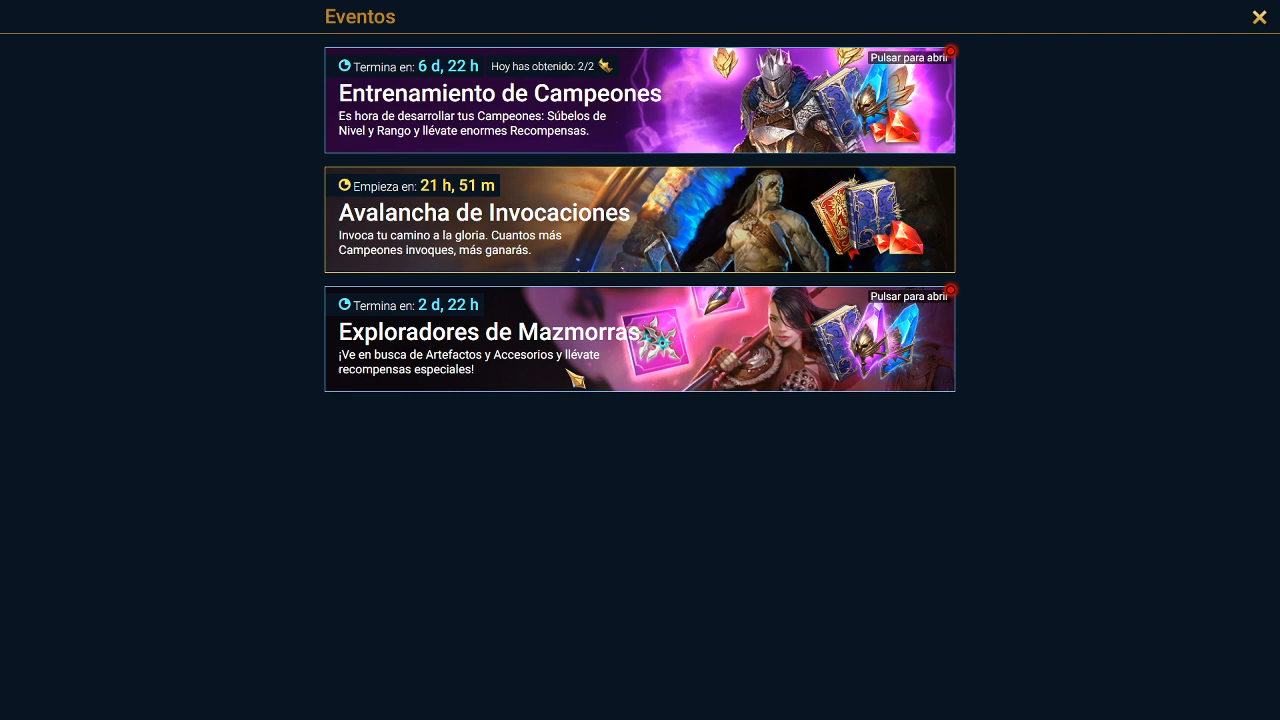 Eventos
Termina en: 6 d, 22 h Hoy has obtenido: 2/2
Pulsar para abrir
Entrenamiento de Campeones
Es hora de desarrollar tus Campeones: Súbelos de
Nivel y Rango y llévate enormes Recompensas.
Empieza en: 21 h, 51 m
Avalancha de Invocaciones
Invoca tu camino a la gloria. Cuantos más
Campeones invoques, más ganarás.
Termina en: 2 d, 22 h
Pulsar para abrir
Exploradores de Mazmorras
¡Ve en busca de Artefactos y Accesorios y llévate
recompensas especiales!